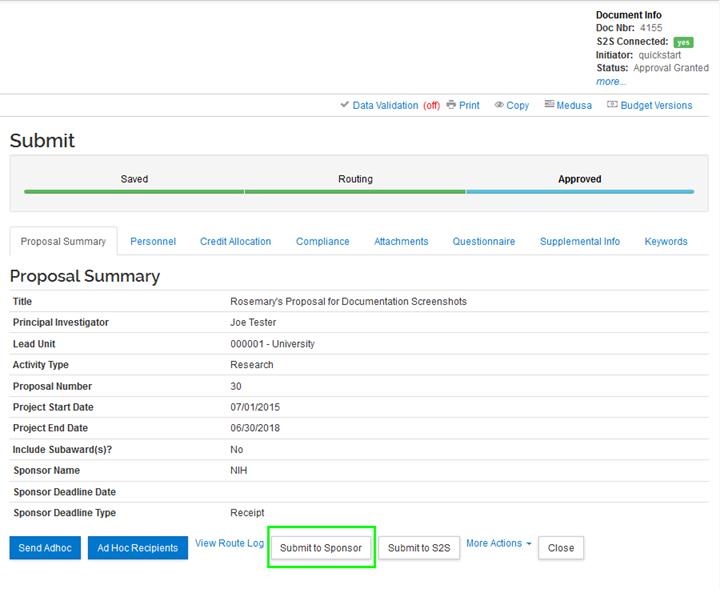 Document Info
Doc Nbr: 4155
S2S Connected: yes
Initiator: quickstart
Status: Approval Granted
more...
Data Validation (off) Print Copy Medusa Budget Versions
Submit
Saved Routing Approved
Proposal Summary Personnel Credit Allocation Compliance Attachments Questionnaire Supplemental Info Keywords
Proposal Summary
Title Rosemary's Proposal for Documentation Screenshots
Principal Investigator Joe Tester
Lead Unit 000001 - University
Activity Type Research
Proposal Number 30
Project Start Date 07/01/2015
Project End Date 06/30/2018
Include Subaward(s)? No
Sponsor Name NIH
Sponsor Deadline Date
Sponsor Deadline Type Receipt
Send Adhoc Ad Hoc Recipients View Route Log Submit to Sponsor Submit to S2S More Actions Close